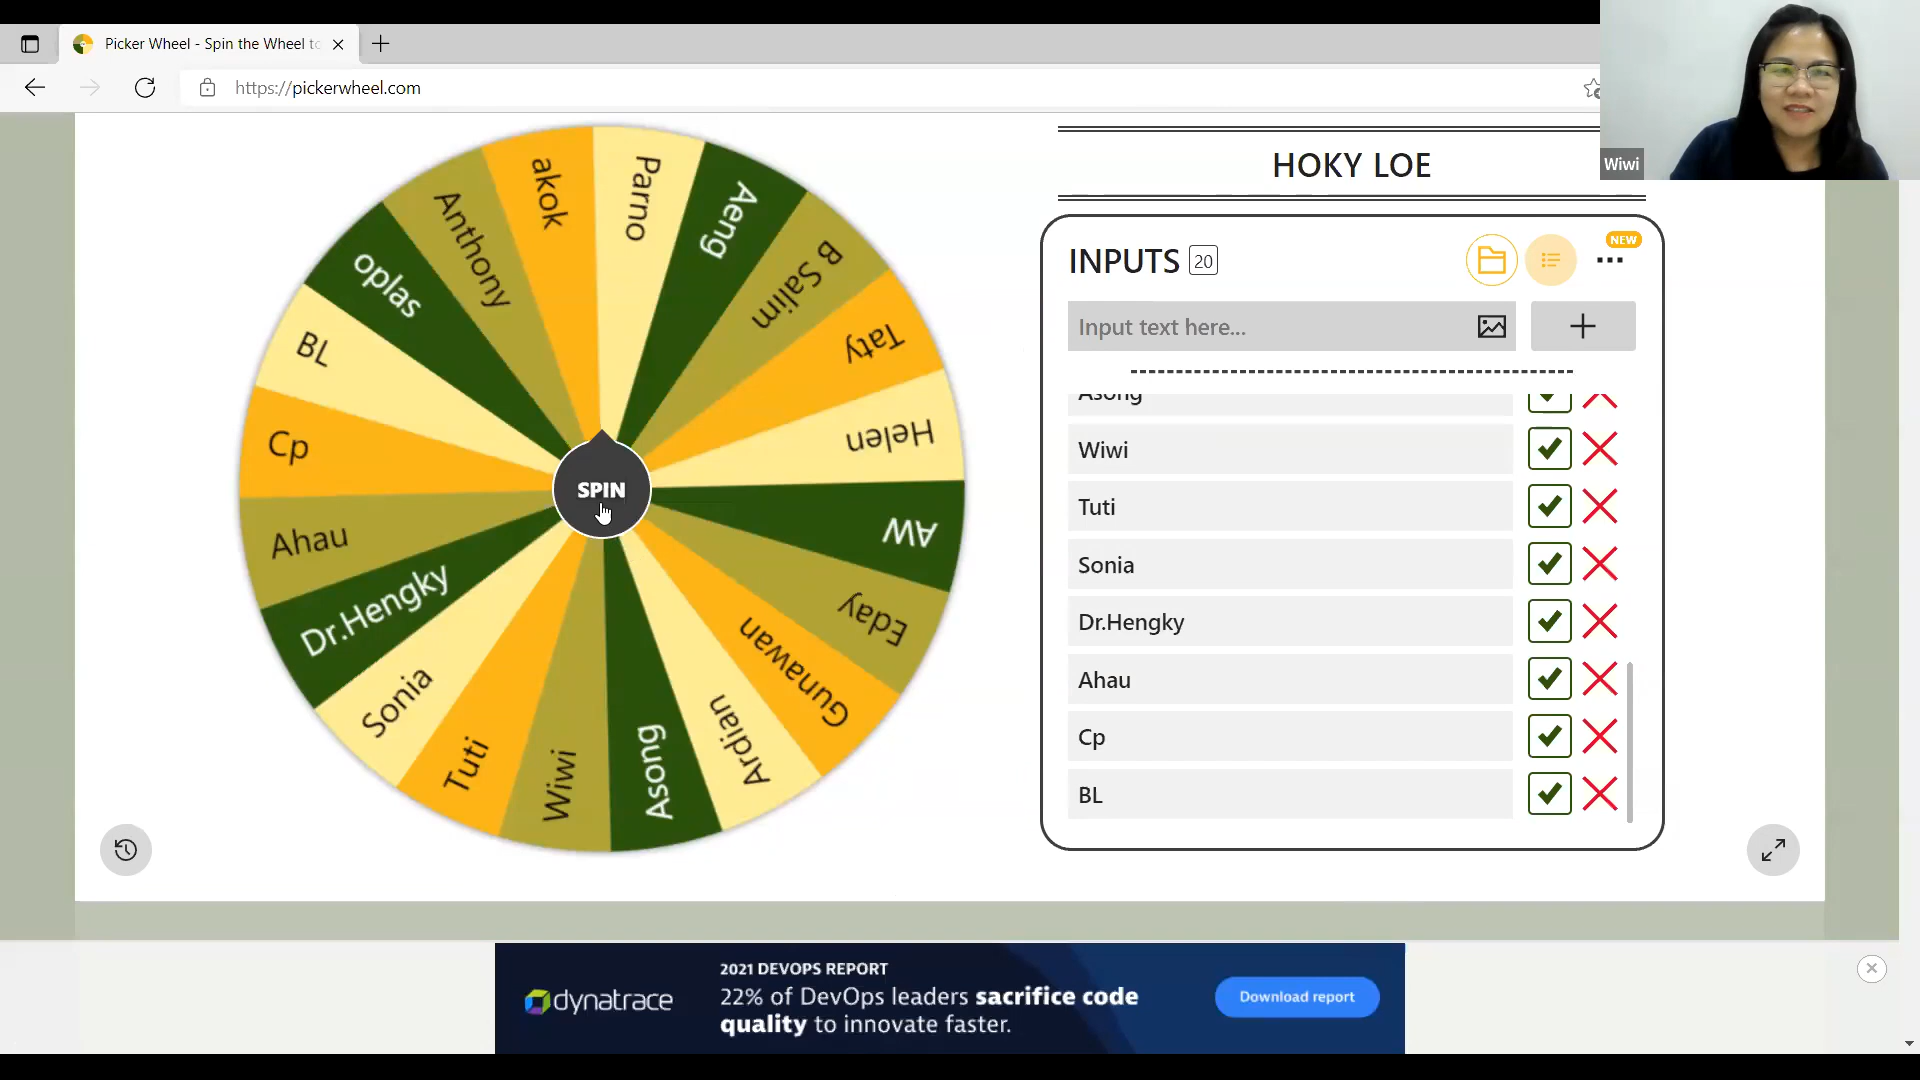 Picker Wheel - Spin the Wheel to
https://pickerwheel.com
Wiwi
HOKY LOE
INPUTS 20
NEW
Input text here...
Asong
Wiwi
Tuti
Sonia
Dr.Hengky
Ahau
Cp
BL
Parno
Aeng
B Salim
Taty
Helen
AW
Eday
Gunawan
Ardian
Asong
Wiwi
Tuti
Sonia
Dr.Hengky
Ahau
Cp
BL
oplas
Anthony
akok
SPIN
dynatrace
2021 DEVOPS REPORT
22% of DevOps leaders sacrifice code
quality to innovate faster.
Download report